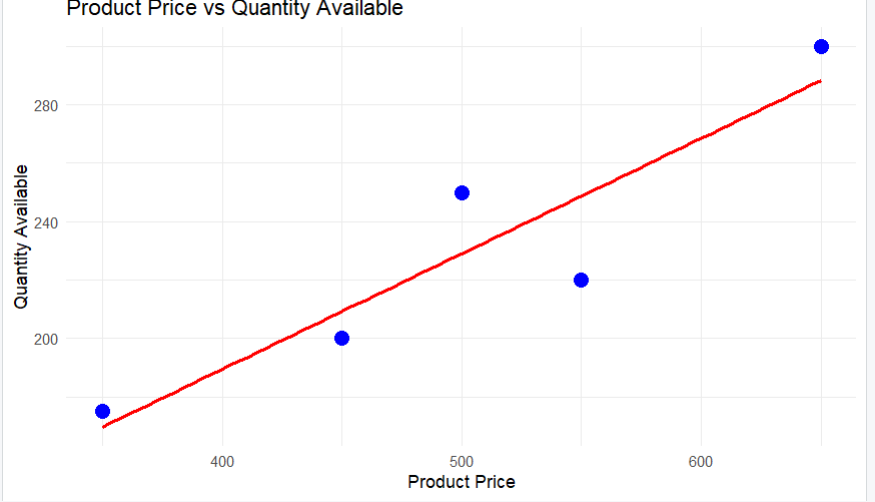 Product Price vs Quantity Available
280
240
200
Quantity Available
400 500 600
Product Price